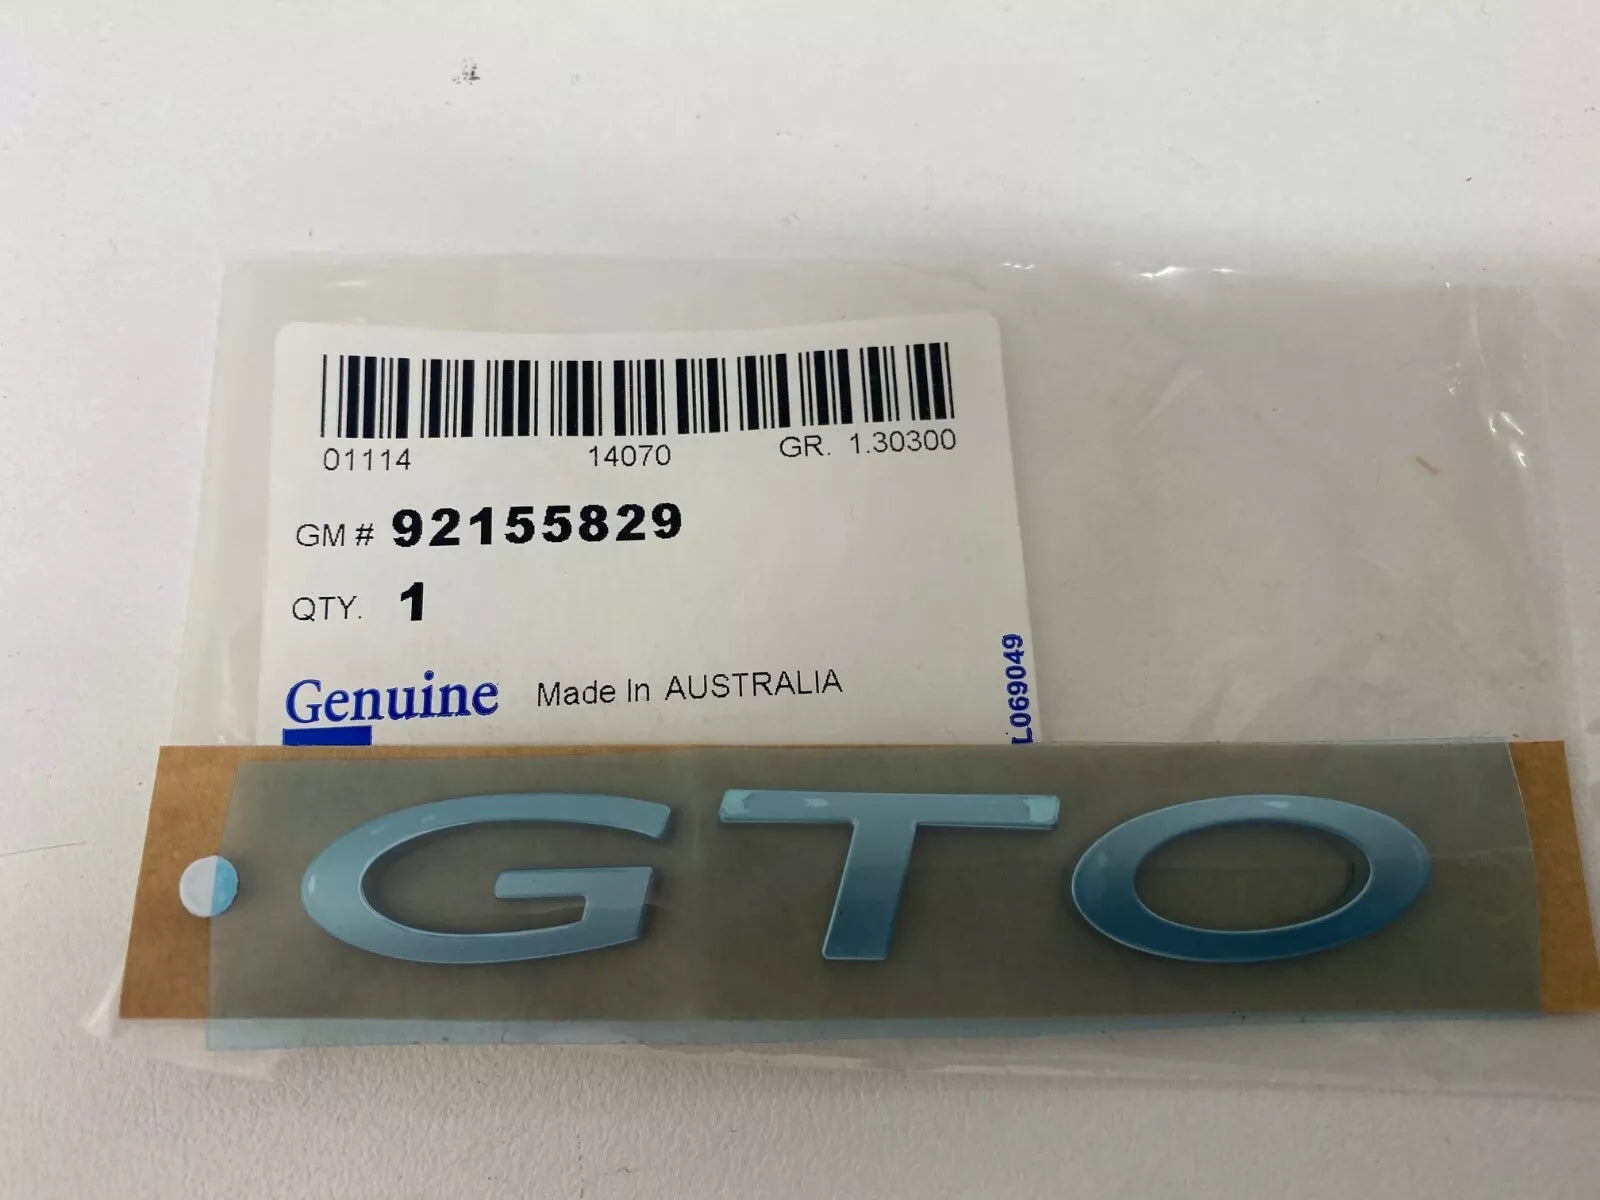 01114 14070 GR. 1.30300
GM # 92155829
QTY. 1
Genuine Made In AUSTRALIA
L069049
GTO